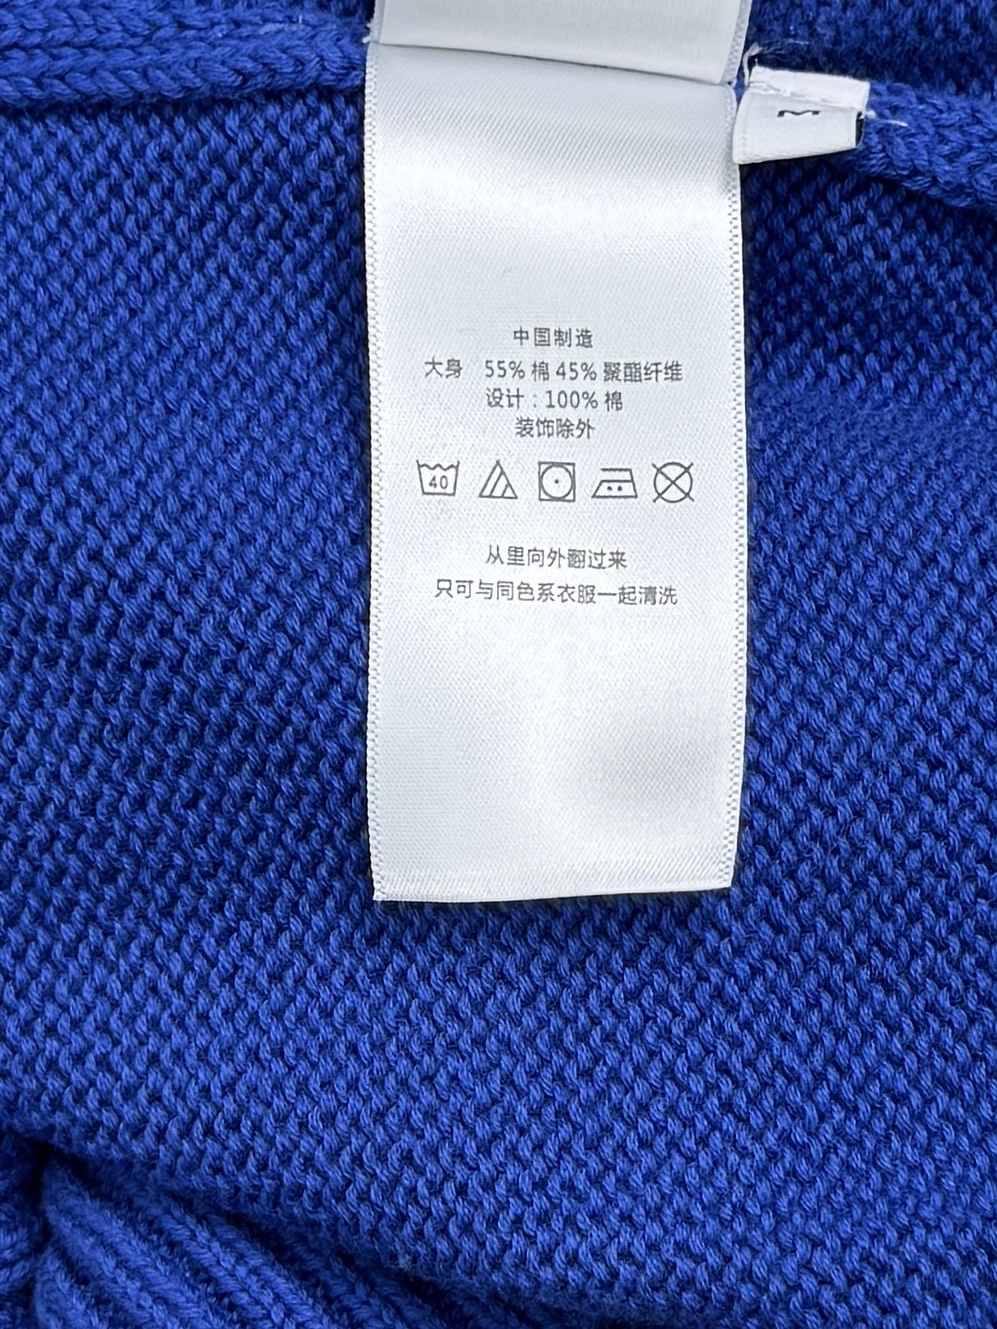 M
中国制造
大身 55% 棉 45% 聚酯纤维
设计：100% 棉
装饰除外
40
从里向外翻过来
只可与同色系衣服一起清洗